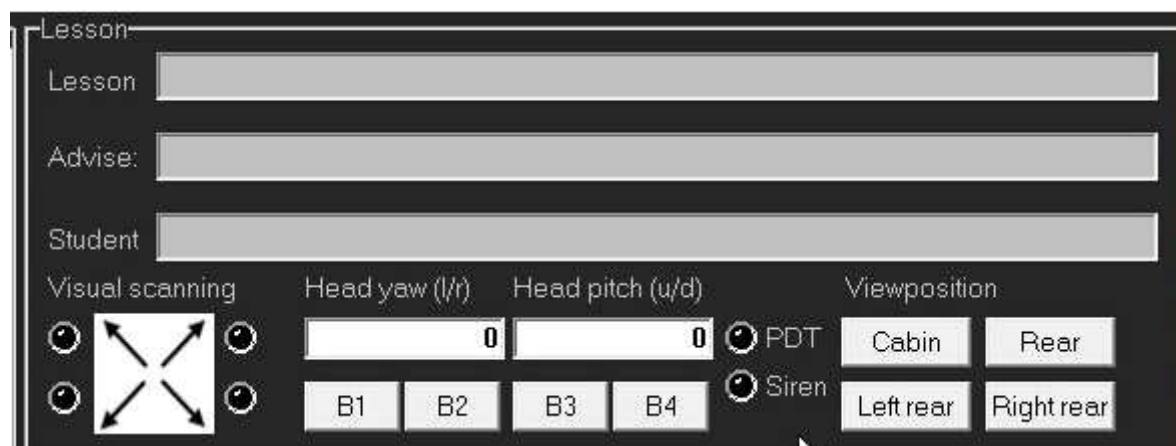 Lesson
Lesson
Advise:
Student
Visual scanning Head yaw (l/r) Head pitch (u/d) Viewposition
0 0 PDT Cabin Rear
B1 B2 B3 B4 Siren Left rear Right rear